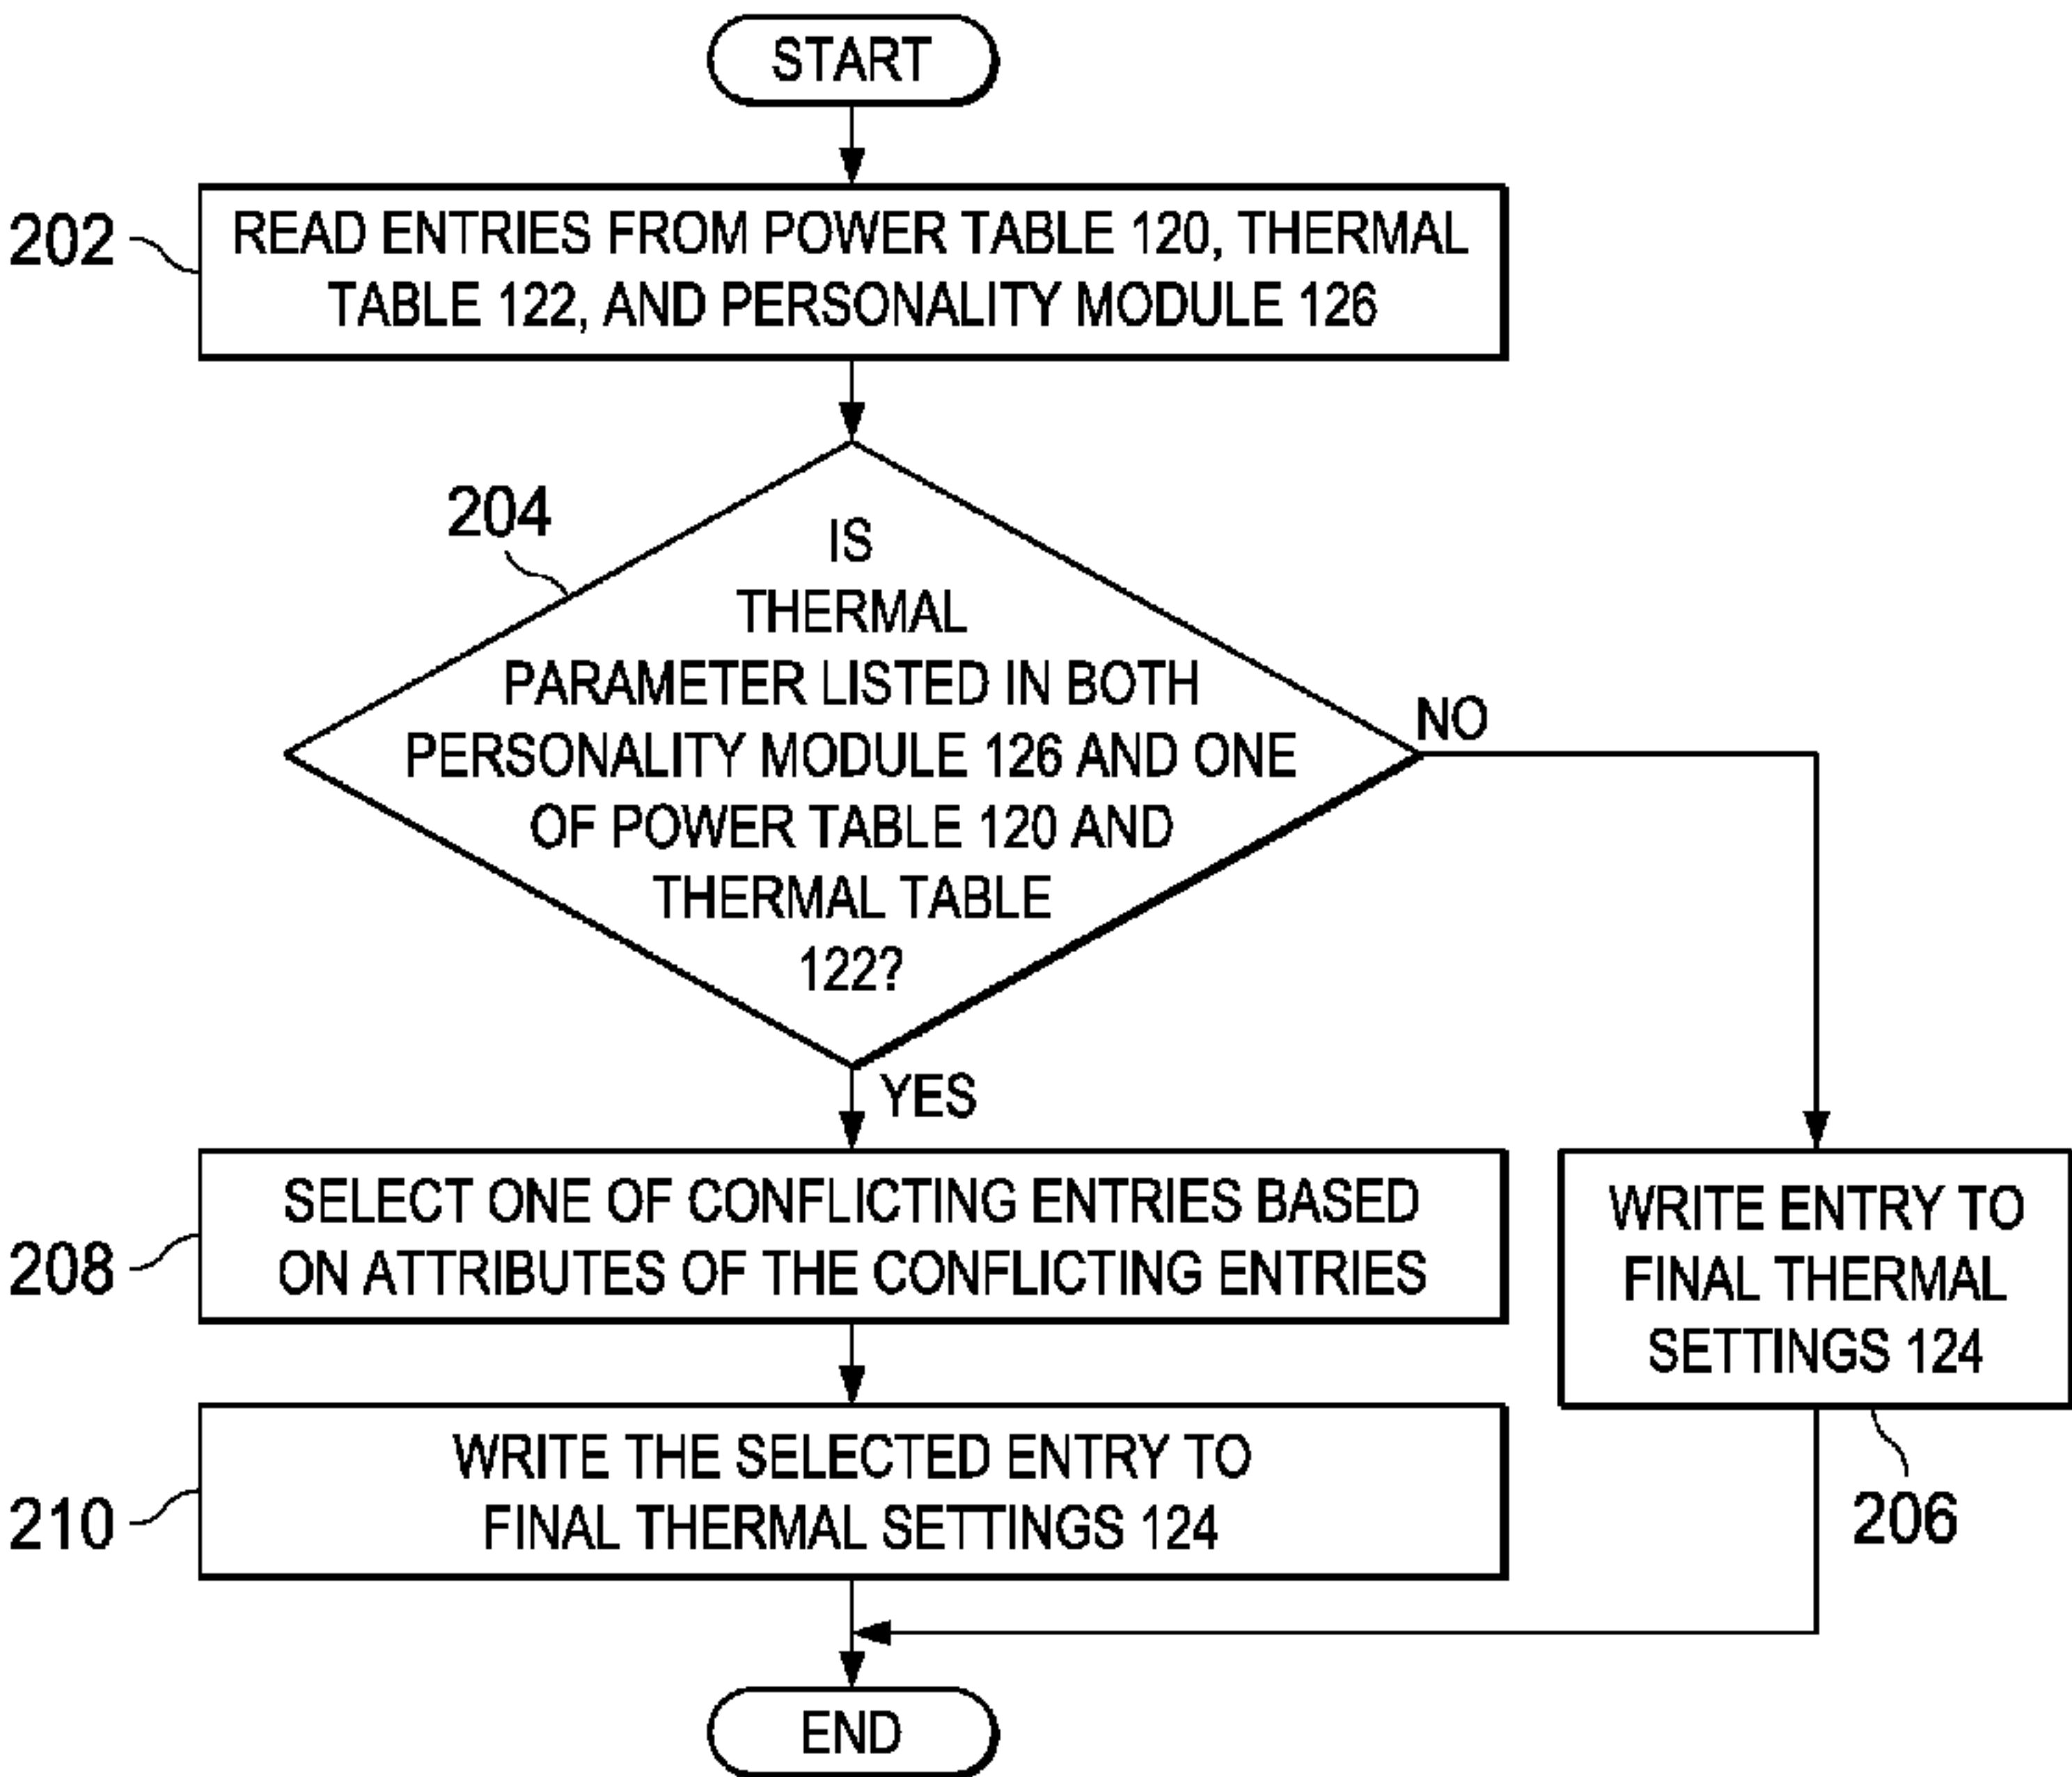 START
202
READ ENTRIES FROM POWER TABLE 120, THERMAL
TABLE 122, AND PERSONALITY MODULE 126
204
IS
THERMAL
PARAMETER LISTED IN BOTH
PERSONALITY MODULE 126 AND ONE
OF POWER TABLE 120 AND
THERMAL TABLE
122?
NO
YES
208
SELECT ONE OF CONFLICTING ENTRIES BASED
ON ATTRIBUTES OF THE CONFLICTING ENTRIES
WRITE ENTRY TO
FINAL THERMAL
SETTINGS 124
206
210
WRITE THE SELECTED ENTRY TO
FINAL THERMAL SETTINGS 124
END